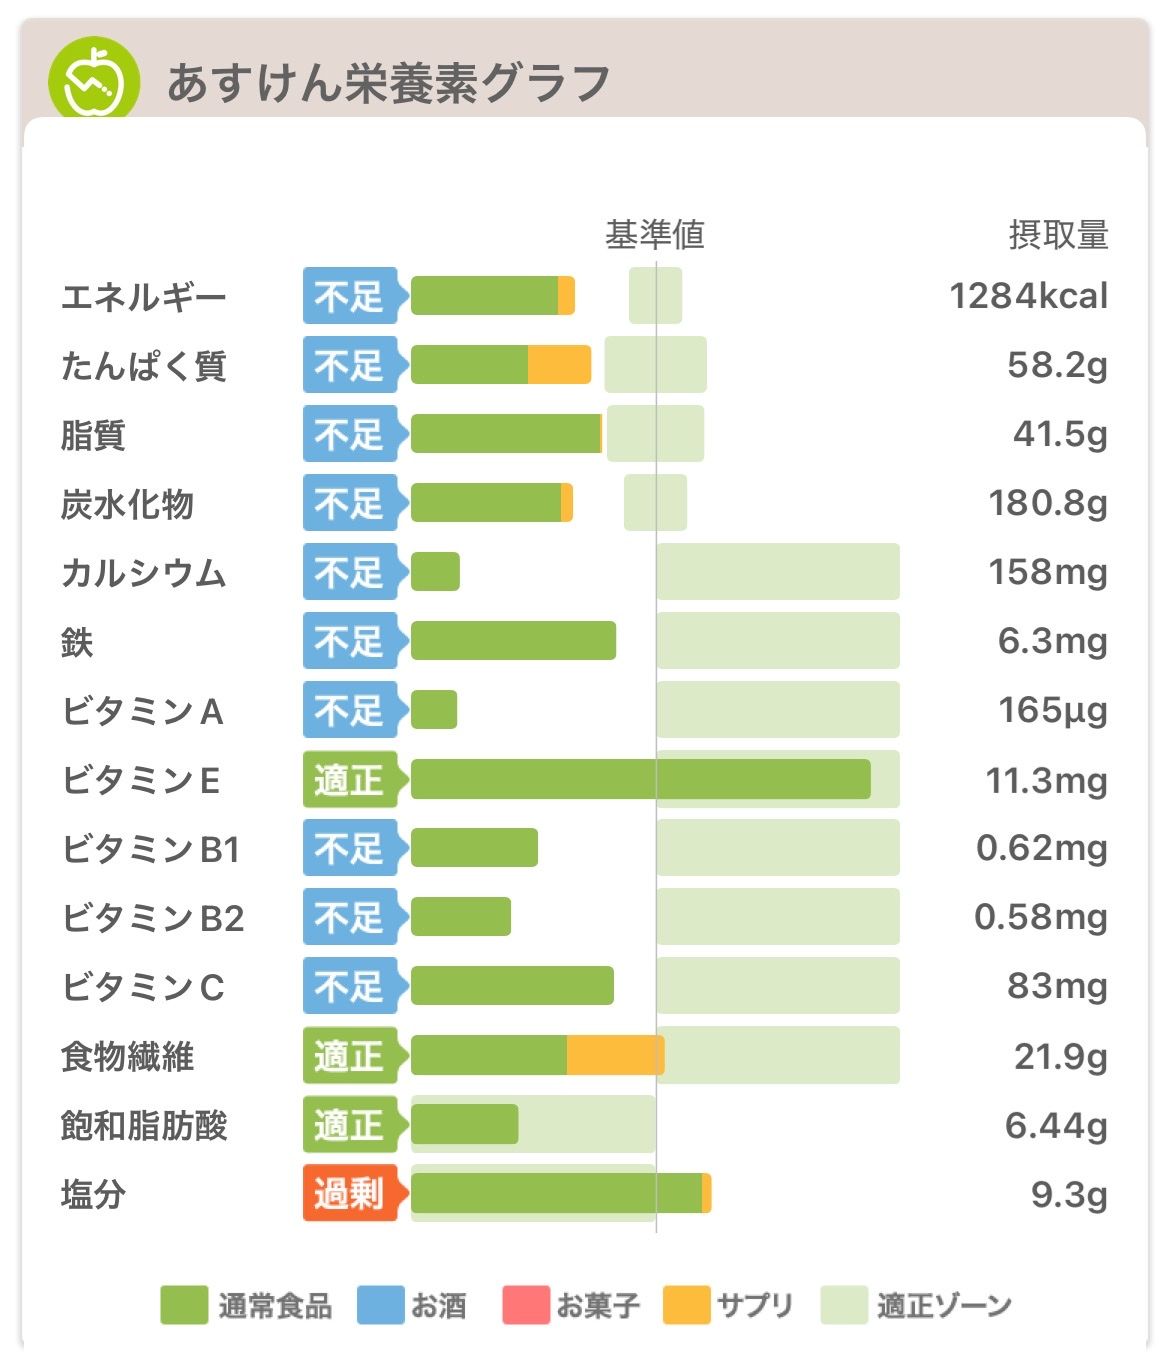 あすけん栄養素グラフ
基準値 摂取量
エネルギー 不足 1284kcal
たんぱく質 不足 58.2g
脂質 不足 41.5g
炭水化物 不足 180.8g
カルシウム 不足 158mg
鉄 不足 6.3mg
ビタミンA 不足 165μg
ビタミンE 適正 11.3mg
ビタミンB1 不足 0.62mg
ビタミンB2 不足 0.58mg
ビタミンC 不足 83mg
食物繊維 適正 21.9g
飽和脂肪酸 適正 6.44g
塩分 過剰 9.3g
通常食品 お酒 お菓子 サプリ 適正ゾーン